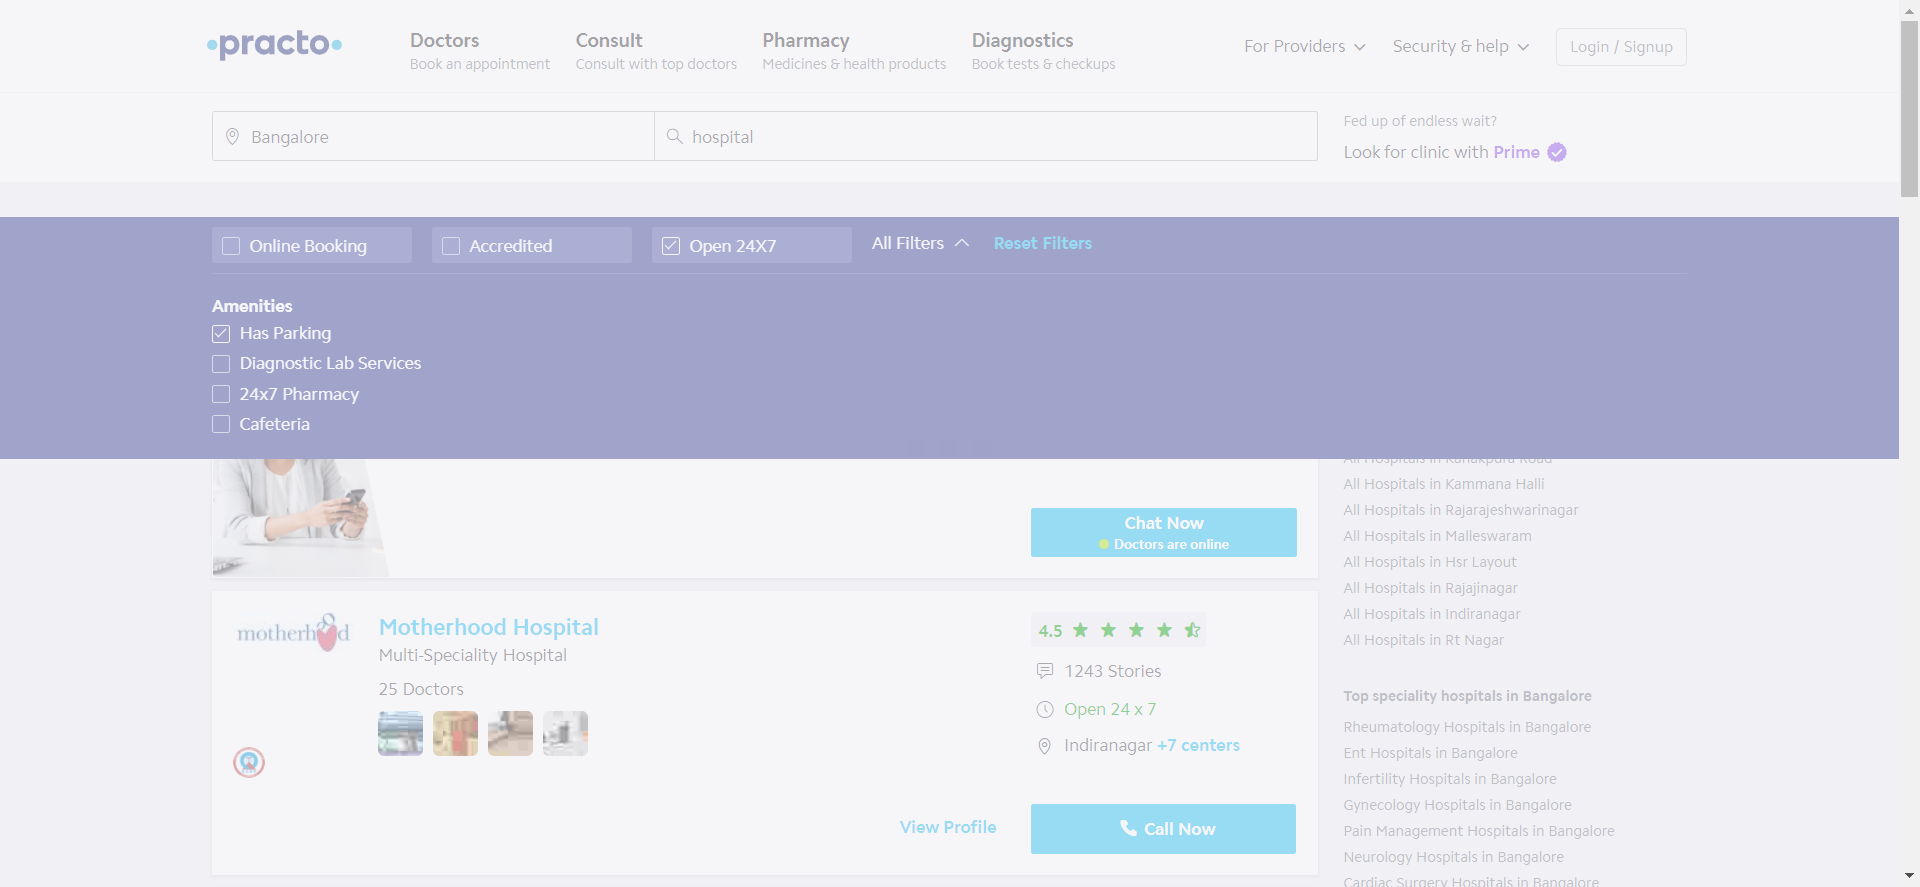 practo
Doctors
Book an appointment
Consult
Consult with top doctors
Pharmacy
Medicines & health products
Diagnostics
Book tests & checkups
For Providers
Security & help
Login / Signup
Bangalore
hospital
Fed up of endless wait?
Look for clinic with Prime
Online Booking
Accredited
Open 24X7
All Filters
Reset Filters
Amenities
Has Parking
Diagnostic Lab Services
24x7 Pharmacy
Cafeteria
Chat Now
Doctors are online
motherhood
Motherhood Hospital
Multi-Speciality Hospital
25 Doctors
4.5
1243 Stories
Open 24 x 7
Indiranagar +7 centers
View Profile
Call Now
All Hospitals in Kanakpura Road
All Hospitals in Kammana Halli
All Hospitals in Rajarajeshwarinagar
All Hospitals in Malleswaram
All Hospitals in Hsr Layout
All Hospitals in Rajajinagar
All Hospitals in Indiranagar
All Hospitals in Rt Nagar
Top speciality hospitals in Bangalore
Rheumatology Hospitals in Bangalore
Ent Hospitals in Bangalore
Infertility Hospitals in Bangalore
Gynecology Hospitals in Bangalore
Pain Management Hospitals in Bangalore
Neurology Hospitals in Bangalore
Cardiac Surgery Hospitals in Bangalore